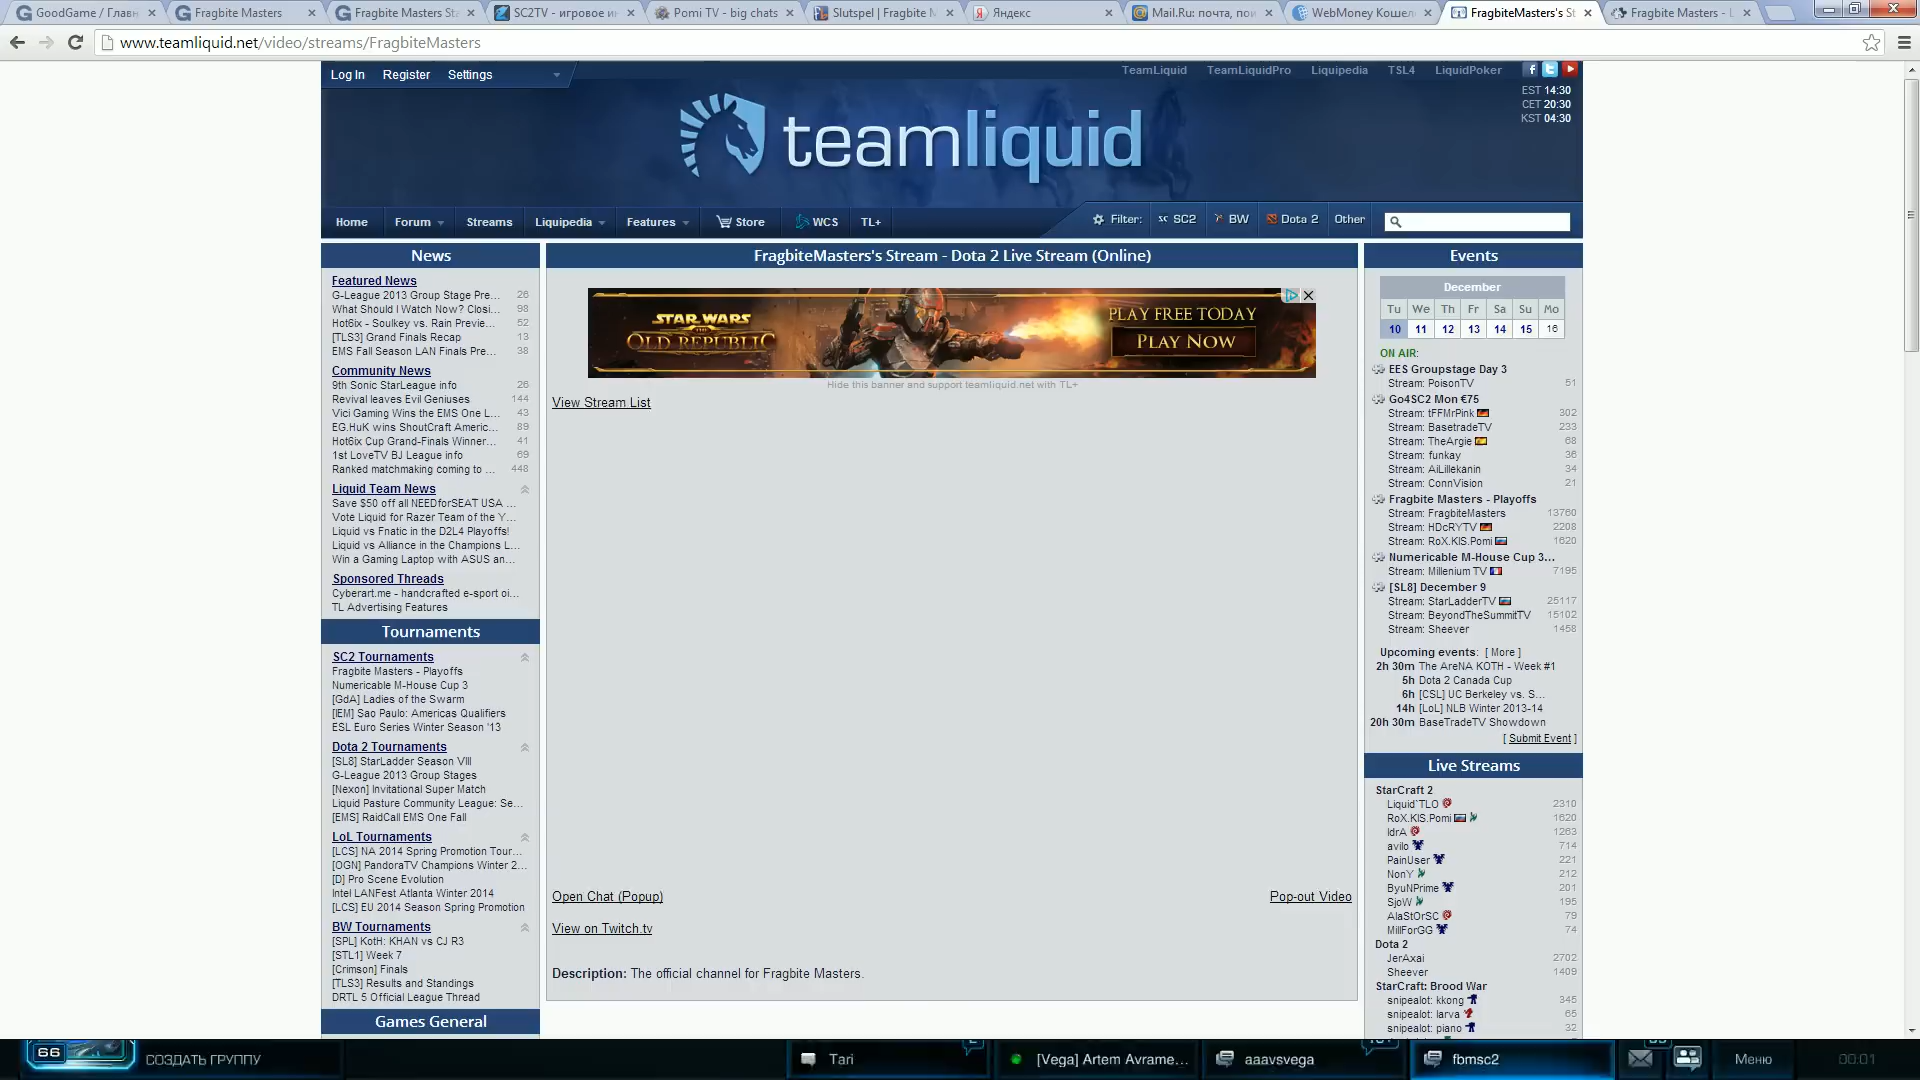 GoodGame / Главн
Fragbite Masters
Fragbite Masters Sta
SC2TV - игровое ин
Pomi TV - big chats
Slutspel | Fragbite M
Яндекс
Mail.Ru: почта, пои
WebMoney Кошель
FragbiteMasters's St
Fragbite Masters - L
www.teamliquid.net/video/streams/FragbiteMasters
Log In Register Settings
TeamLiquid TeamLiquidPro Liquipedia TSL4 LiquidPoker
EST 14:30
CET 20:30
KST 04:30
teamliquid
Home Forum Streams Liquipedia Features Store WCS TL+
Filter: SC2 BW Dota 2 Other
News
Featured News
G-League 2013 Group Stage Pre... 26
What Should I Watch Now? Closi... 98
Hot6ix - Soulkey vs. Rain Previe... 52
[TLS3] Grand Finals Recap 13
EMS Fall Season LAN Finals Pre... 38
Community News
9th Sonic StarLeague info 26
Revival leaves Evil Geniuses 144
Vici Gaming Wins the EMS One L... 43
EG.HuK wins ShoutCraft Americ... 89
Hot6ix Cup Grand-Finals Winner... 41
1st LoveTV BJ League info 69
Ranked matchmaking coming to ... 448
Liquid Team News
Save $50 off all NEEDforSEAT USA ...
Vote Liquid for Razer Team of the Y...
Liquid vs Fnatic in the D2L4 Playoffs!
Liquid vs Alliance in the Champions L...
Win a Gaming Laptop with ASUS an...
Sponsored Threads
Cyberart.me - handcrafted e-sport oi...
TL Advertising Features
Tournaments
SC2 Tournaments
Fragbite Masters - Playoffs
Numericable M-House Cup 3
[GdA] Ladies of the Swarm
[IEM] Sao Paulo: Americas Qualifiers
ESL Euro Series Winter Season '13
Dota 2 Tournaments
[SL8] StarLadder Season VIII
G-League 2013 Group Stages
[Nexon] Invitational Super Match
Liquid Pasture Community League: Se...
[EMS] RaidCall EMS One Fall
LoL Tournaments
[LCS] NA 2014 Spring Promotion Tour...
[OGN] PandoraTV Champions Winter 2...
[D] Pro Scene Evolution
Intel LANFest Atlanta Winter 2014
[LCS] EU 2014 Season Spring Promotion
BW Tournaments
[SPL] KotH: KHAN vs CJ R3
[STL1] Week 7
[Crimson] Finals
[TLS3] Results and Standings
DRTL 5 Official League Thread
Games General
FragbiteMasters's Stream - Dota 2 Live Stream (Online)
STAR WARS
THE OLD REPUBLIC
PLAY FREE TODAY
PLAY NOW
Hide this banner and support teamliquid.net with TL+
View Stream List
Open Chat (Popup)
Pop-out Video
View on Twitch.tv
Description: The official channel for Fragbite Masters.
Events
December
Tu We Th Fr Sa Su Mo
10 11 12 13 14 15 16
ON AIR:
EES Groupstage Day 3
Stream: PoisonTV 51
Go4SC2 Mon €75
Stream: tFFMrPink 302
Stream: BasetradeTV 233
Stream: TheArgie 68
Stream: funkay 36
Stream: AiLillekanin 34
Stream: ConnVision 21
Fragbite Masters - Playoffs
Stream: FragbiteMasters 13760
Stream: HDcRYTV 2208
Stream: RoX.KIS.Pomi 1620
Numericable M-House Cup 3...
Stream: Millenium TV 7195
[SL8] December 9
Stream: StarLadderTV 25117
Stream: BeyondTheSummitTV 15102
Stream: Sheever 1458
Upcoming events: [ More ]
2h 30m The AreNA KOTH - Week #1
5h Dota 2 Canada Cup
6h [CSL] UC Berkeley vs. S...
14h [LoL] NLB Winter 2013-14
20h 30m BaseTradeTV Showdown
[ Submit Event ]
Live Streams
StarCraft 2
Liquid`TLO 2310
RoX.KIS.Pomi 1620
IdrA 1263
avilo 714
PainUser 221
NonY 212
ByuNPrime 201
SjoW 195
AlaStOrSC 79
MillForGG 74
Dota 2
JerAxai 2702
Sheever 1409
StarCraft: Brood War
snipealot: kkong 345
snipealot: larva 65
snipealot: piano 32
66
СОЗДАТЬ ГРУППУ
Tari
[Vega] Artem Avrame...
aaavsvega
fbmsc2
Меню
00:01